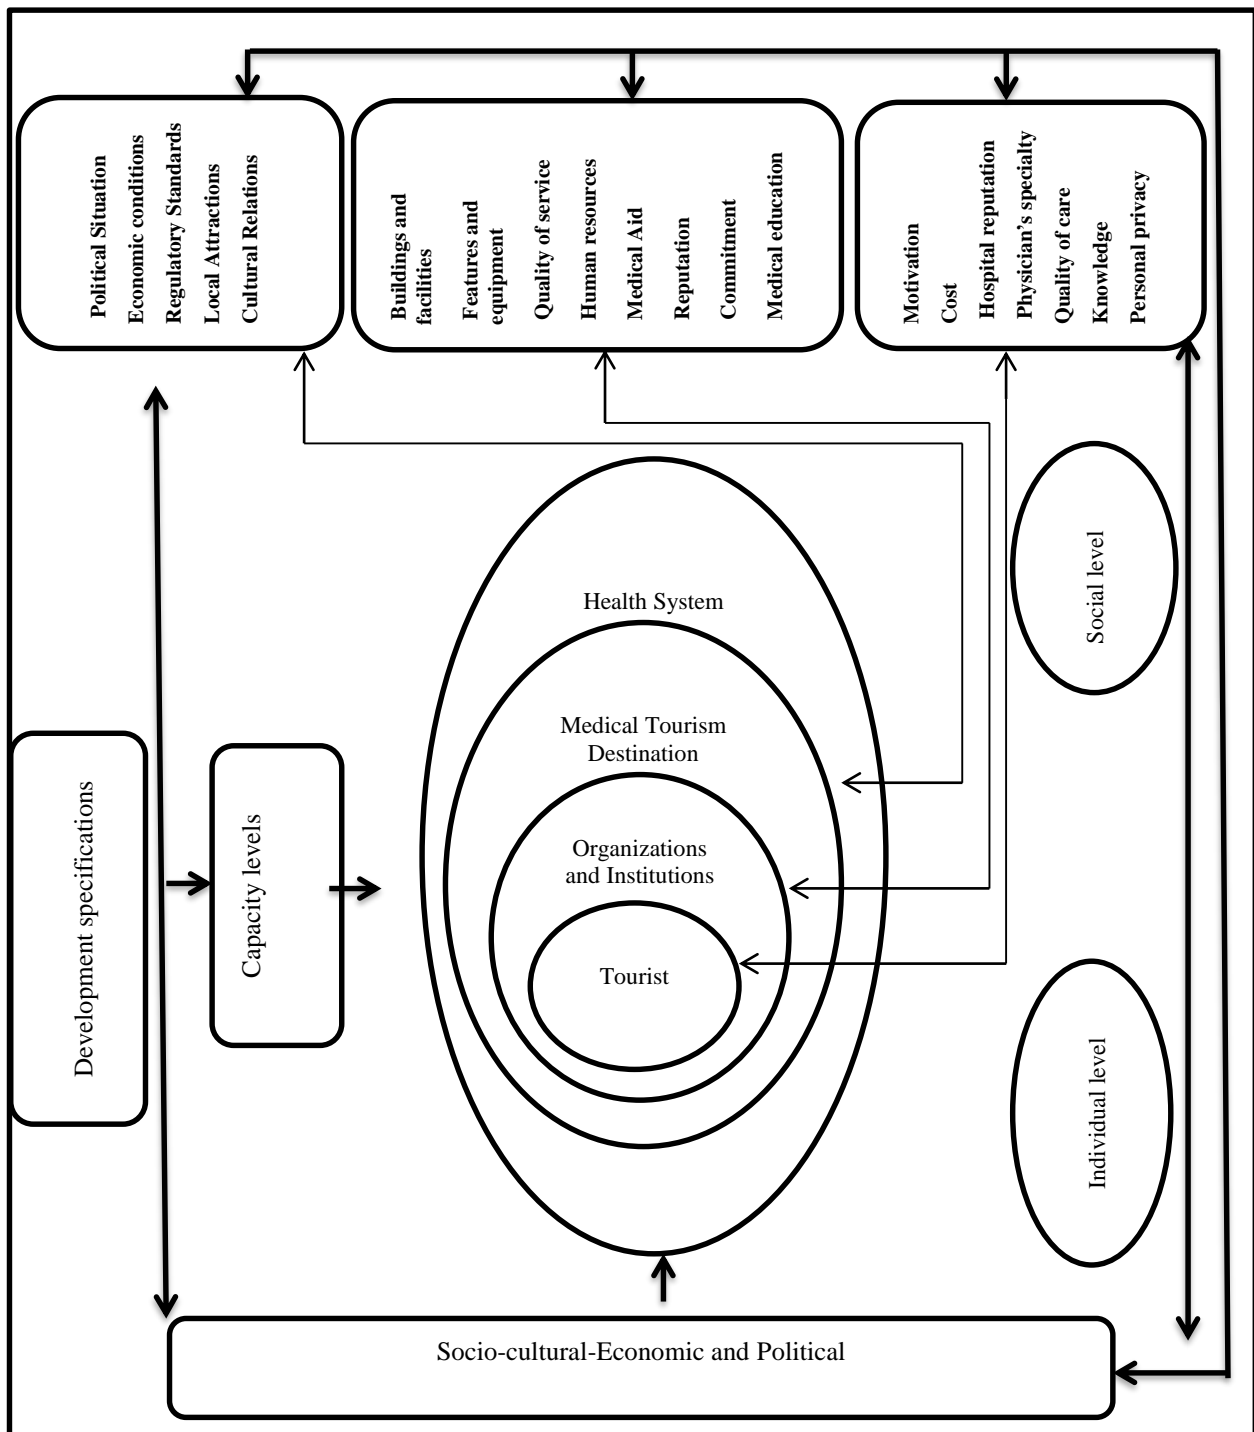 Political Situation
Economic conditions
Regulatory Standards
Local Attractions
Cultural Relations
Buildings and
facilities
Features and
equipment
Quality of service
Human resources
Medical Aid
Reputation
Commitment
Medical education
Motivation
Cost
Hospital reputation
Physician’s specialty
Quality of care
Knowledge
Personal privacy
Health System
Medical Tourism
Destination
Organizations
and Institutions
Tourist
Social level
Individual level
Development specifications
Capacity levels
Socio-cultural-Economic and Political